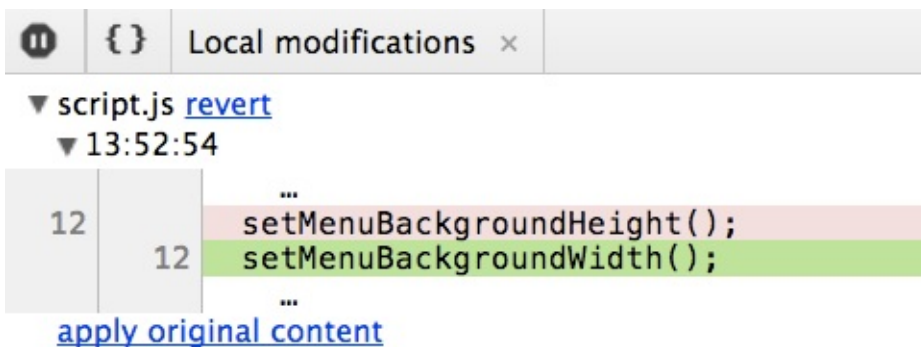 {} Local modifications ×
▼ script.js revert
▼ 13:52:54
…
12 setMenuBackgroundHeight();
12 setMenuBackgroundWidth();
…
apply original content